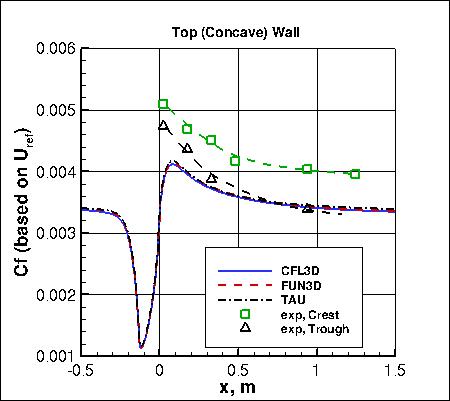 Top (Concave) Wall
Cf (based on Uref)
0.006
0.005
0.004
0.003
0.002
0.001
CFL3D
FUN3D
TAU
exp, Crest
exp, Trough
-0.5
0
0.5
1
1.5
x, m